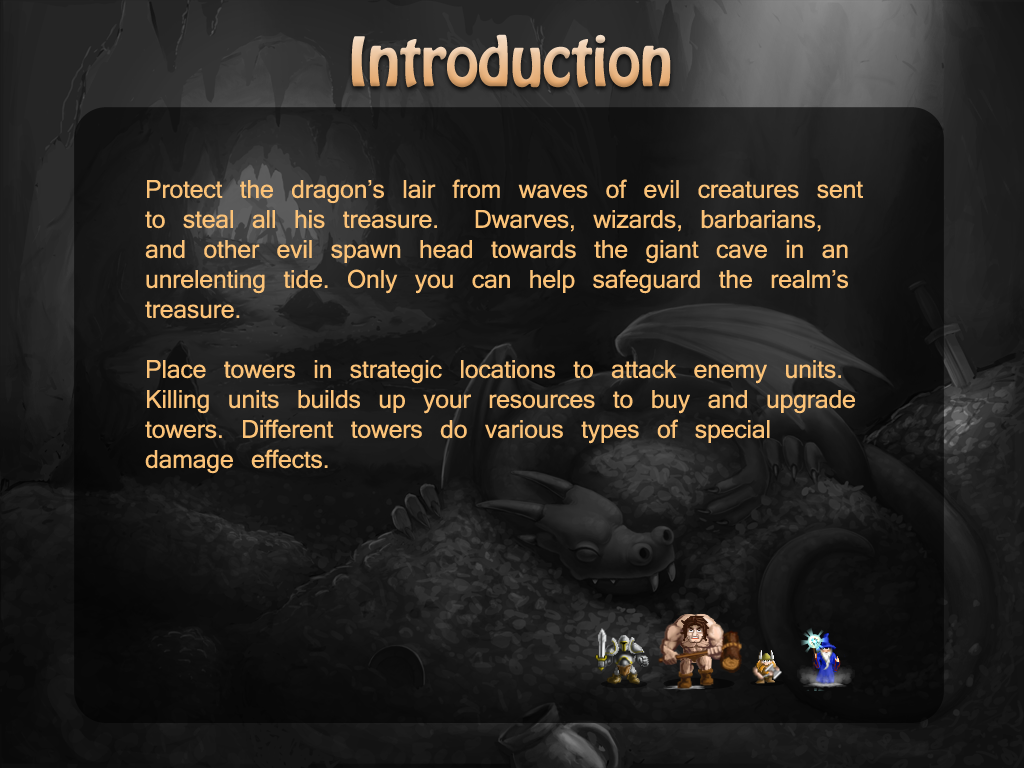 Introduction
Protect the dragon’s lair from waves of evil creatures sent
to steal all his treasure. Dwarves, wizards, barbarians,
and other evil spawn head towards the giant cave in an
unrelenting tide. Only you can help safeguard the realm’s
treasure.
Place towers in strategic locations to attack enemy units.
Killing units builds up your resources to buy and upgrade
towers. Different towers do various types of special
damage effects.